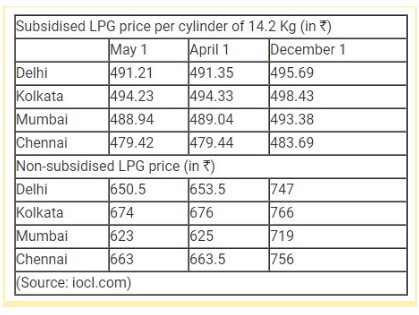 Subsidised LPG price per cylinder of 14.2 Kg (in ₹)
May 1 April 1 December 1
Delhi 491.21 491.35 495.69
Kolkata 494.23 494.33 498.43
Mumbai 488.94 489.04 493.38
Chennai 479.42 479.44 483.69
Non-subsidised LPG price (in ₹)
Delhi 650.5 653.5 747
Kolkata 674 676 766
Mumbai 623 625 719
Chennai 663 663.5 756
(Source: iocl.com)